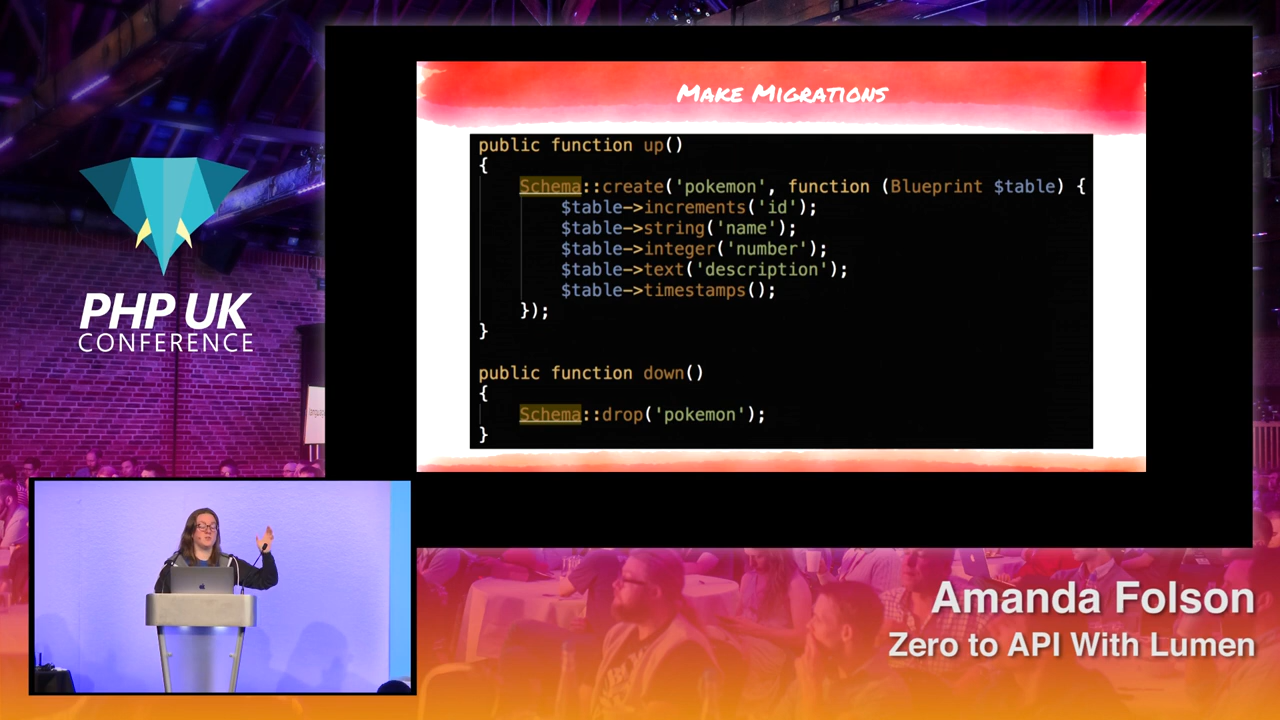 PHP UK
CONFERENCE
MAKE MIGRATIONS
public function up()
{
    Schema::create('pokemon', function (Blueprint $table) {
        $table->increments('id');
        $table->string('name');
        $table->integer('number');
        $table->text('description');
        $table->timestamps();
    });
}
public function down()
{
    Schema::drop('pokemon');
}
Amanda Folson
Zero to API With Lumen